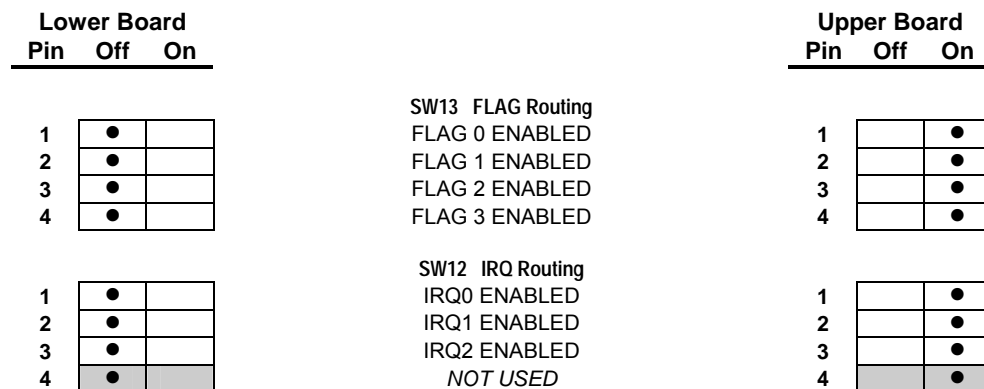 Lower Board Upper Board
Pin Off On Pin Off On
SW13 FLAG Routing
1 ● FLAG 0 ENABLED 1 ●
2 ● FLAG 1 ENABLED 2 ●
3 ● FLAG 2 ENABLED 3 ●
4 ● FLAG 3 ENABLED 4 ●
SW12 IRQ Routing
1 ● IRQ0 ENABLED 1 ●
2 ● IRQ1 ENABLED 2 ●
3 ● IRQ2 ENABLED 3 ●
4 ● NOT USED 4 ●